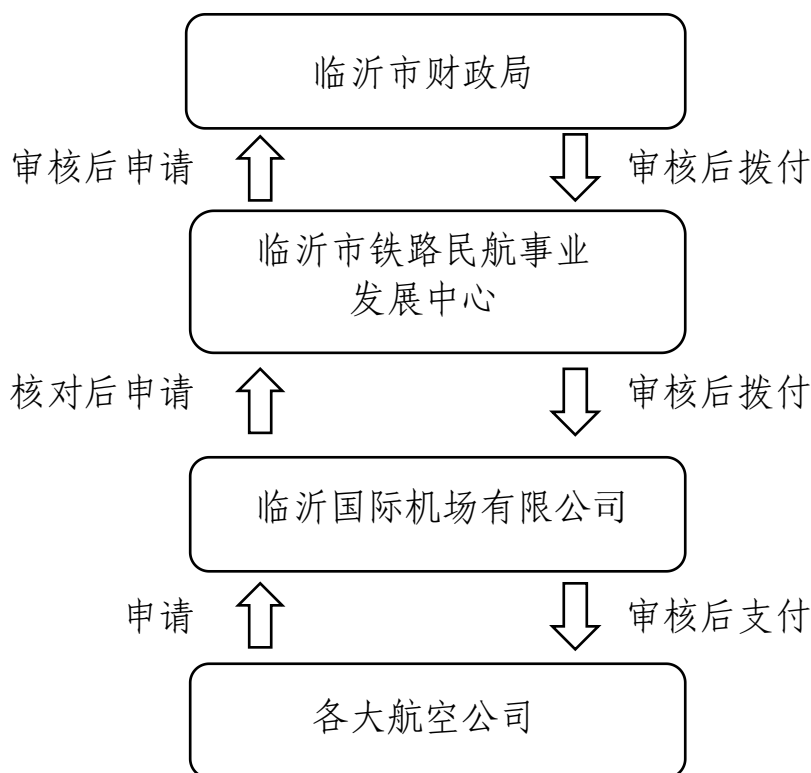 临沂市财政局
审核后申请
审核后拨付
临沂市铁路民航事业
发展中心
核对后申请
审核后拨付
临沂国际机场有限公司
申请
审核后支付
各大航空公司